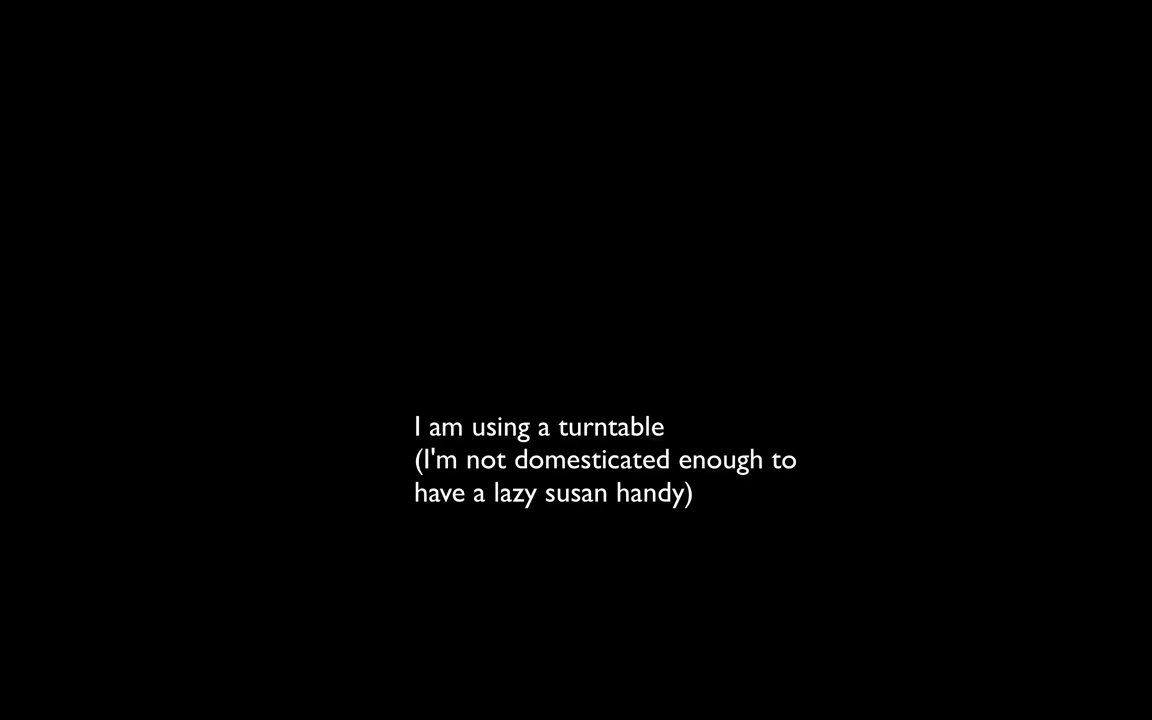 I am using a turntable
(I'm not domesticated enough to
have a lazy susan handy)